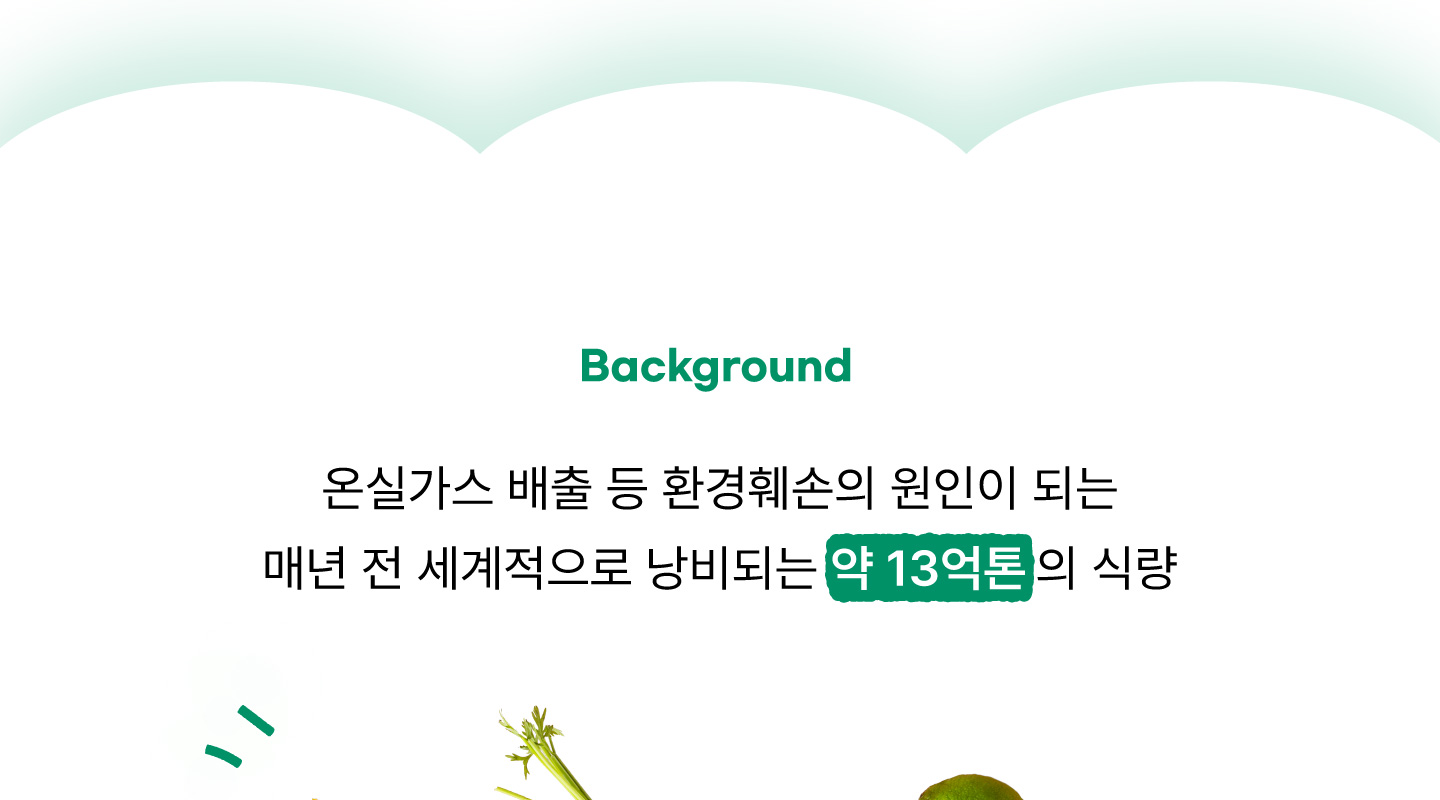 Background
온실가스 배출 등 환경훼손의 원인이 되는
매년 전 세계적으로 낭비되는 약 13억톤의 식량